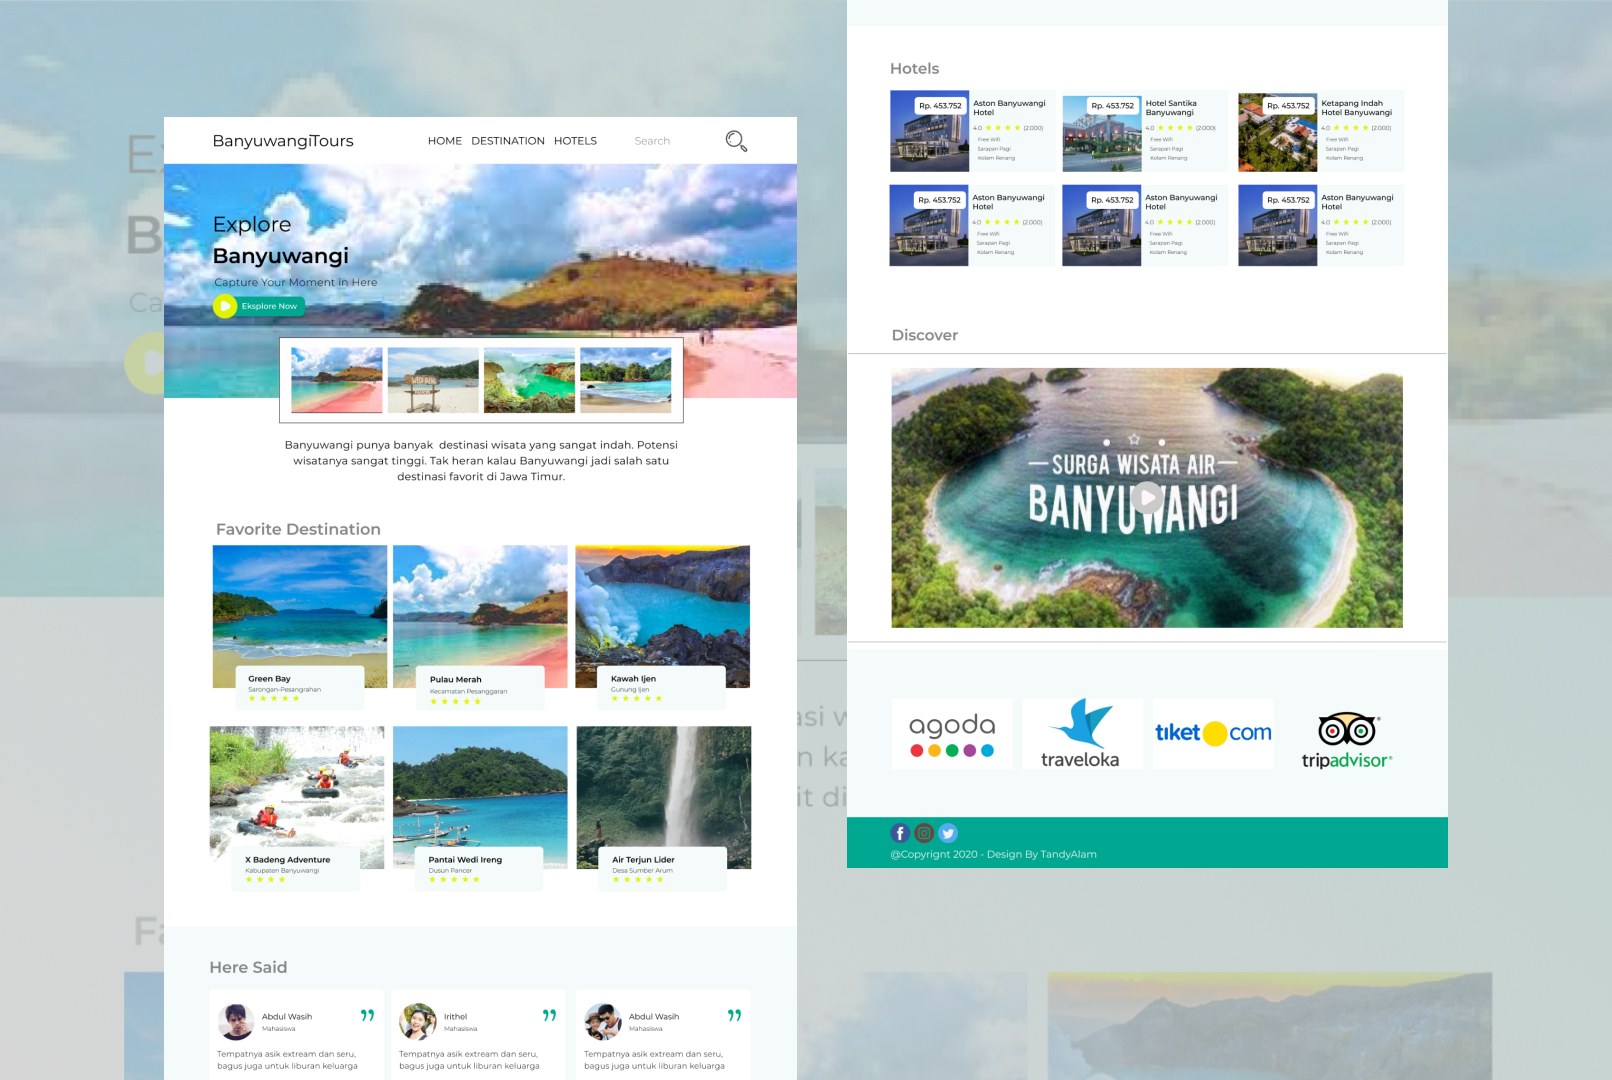 BanyuwangiTours
HOME DESTINATION HOTELS Search
Explore
Banyuwangi
Capture Your Moment in Here
Eksplore Now
Banyuwangi punya banyak destinasi wisata yang sangat indah. Potensi
wisatanya sangat tinggi. Tak heran kalau Banyuwangi jadi salah satu
destinasi favorit di Jawa Timur.
Favorite Destination
Green Bay
Sarongan-Pesangrahan
Pulau Merah
Kecamatan Pesanggaran
Kawah Ijen
Gunung Ijen
X Badeng Adventure
Kabupaten Banyuwangi
Pantai Wedi Ireng
Dusun Pancer
Air Terjun Lider
Desa Sumber Arum
Here Said
Abdul Wasih
Mahasiswa
Tempatnya asik extream dan seru,
bagus juga untuk liburan keluarga
Irithel
Mahasiswa
Tempatnya asik extream dan seru,
bagus juga untuk liburan keluarga
Abdul Wasih
Mahasiswa
Tempatnya asik extream dan seru,
bagus juga untuk liburan keluarga
Hotels
Rp. 453.752
Aston Banyuwangi
Hotel
4.0 (2.000)
Free Wifi
Sarapan Pagi
Kolam Renang
Rp. 453.752
Hotel Santika
Banyuwangi
4.0 (2.000)
Free Wifi
Sarapan Pagi
Kolam Renang
Rp. 453.752
Ketapang Indah
Hotel Banyuwangi
4.0 (2.000)
Free Wifi
Sarapan Pagi
Kolam Renang
Rp. 453.752
Aston Banyuwangi
Hotel
4.0 (2.000)
Free Wifi
Sarapan Pagi
Kolam Renang
Rp. 453.752
Aston Banyuwangi
Hotel
4.0 (2.000)
Free Wifi
Sarapan Pagi
Kolam Renang
Rp. 453.752
Aston Banyuwangi
Hotel
4.0 (2.000)
Free Wifi
Sarapan Pagi
Kolam Renang
Discover
SURGA WISATA AIR
BANYUWANGI
agoda
traveloka
tiket.com
tripadvisor®
@Copyrignt 2020 - Design By TandyAlam